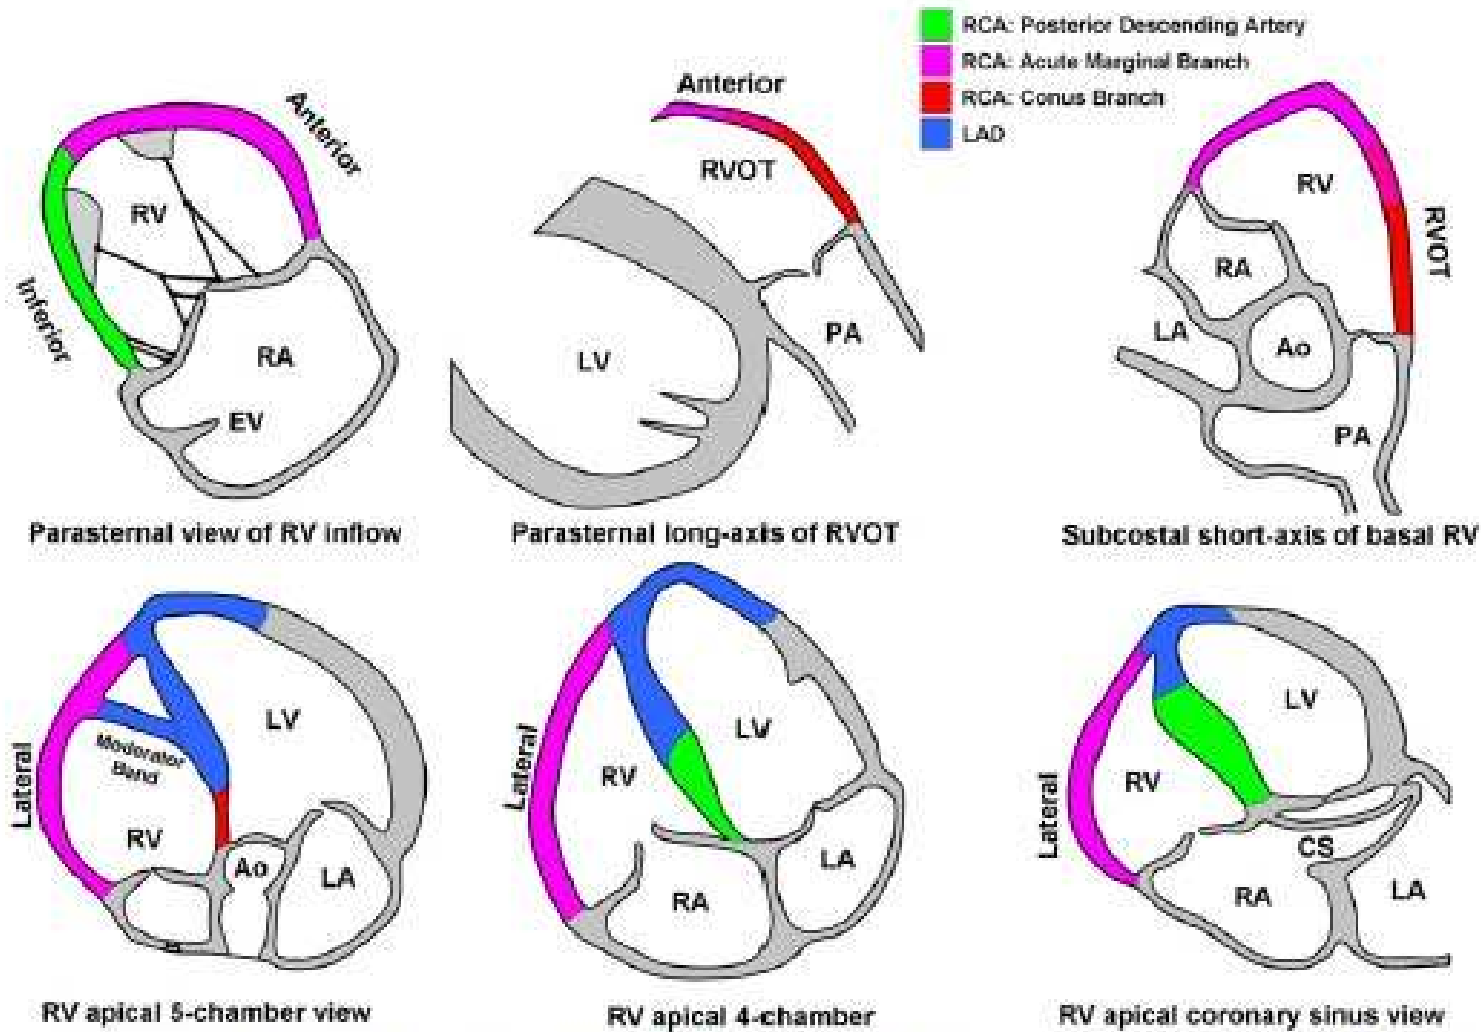 RCA: Posterior Descending Artery
RCA: Acute Marginal Branch
RCA: Conus Branch
LAD
Anterior
RV
Inferior
RA
EV
Parasternal view of RV inflow
Anterior
RVOT
LV
PA
Parasternal long-axis of RVOT
RV
RVOT
RA
LA
Ao
PA
Subcostal short-axis of basal RV
Lateral
LV
Moderator
Band
RV
Ao
LA
RV apical 5-chamber view
Lateral
LV
RV
LA
RA
RV apical 4-chamber
Lateral
LV
RV
CS
RA
LA
RV apical coronary sinus view